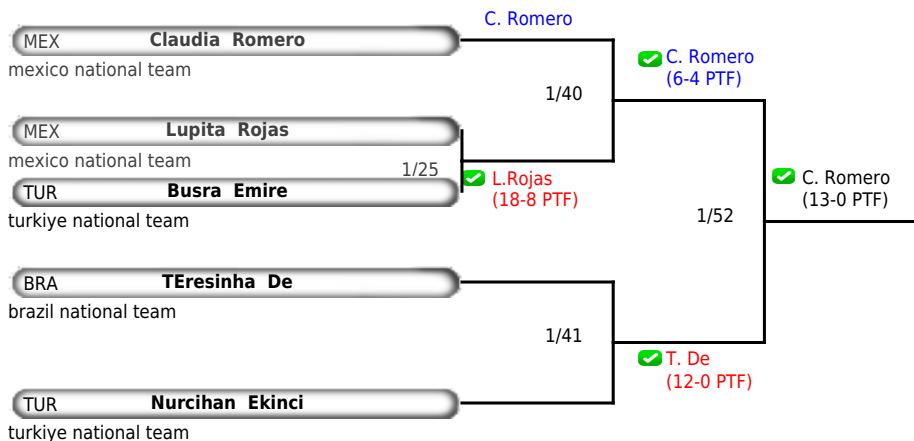 C. Romero
MEX Claudia Romero
mexico national team
C. Romero
(6-4 PTF)
1/40
MEX Lupita Rojas
mexico national team
1/25
L.Rojas
(18-8 PTF)
TUR Busra Emire
turkiye national team
C. Romero
(13-0 PTF)
1/52
BRA TEresinha De
brazil national team
1/41
T. De
(12-0 PTF)
TUR Nurcihan Ekinci
turkiye national team